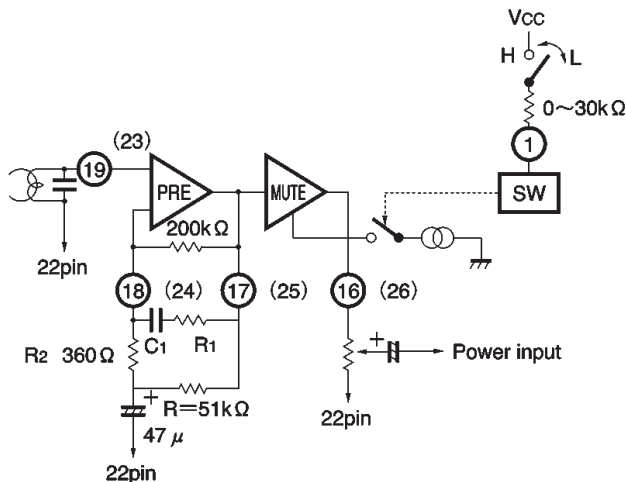 VCC
H
L
0～30kΩ
1
SW
(23)
19
PRE
MUTE
200kΩ
22pin
18
(24)
17
(25)
16
(26)
C1
R1
R2 360Ω
+
Power input
+
R=51kΩ
47μ
22pin
22pin